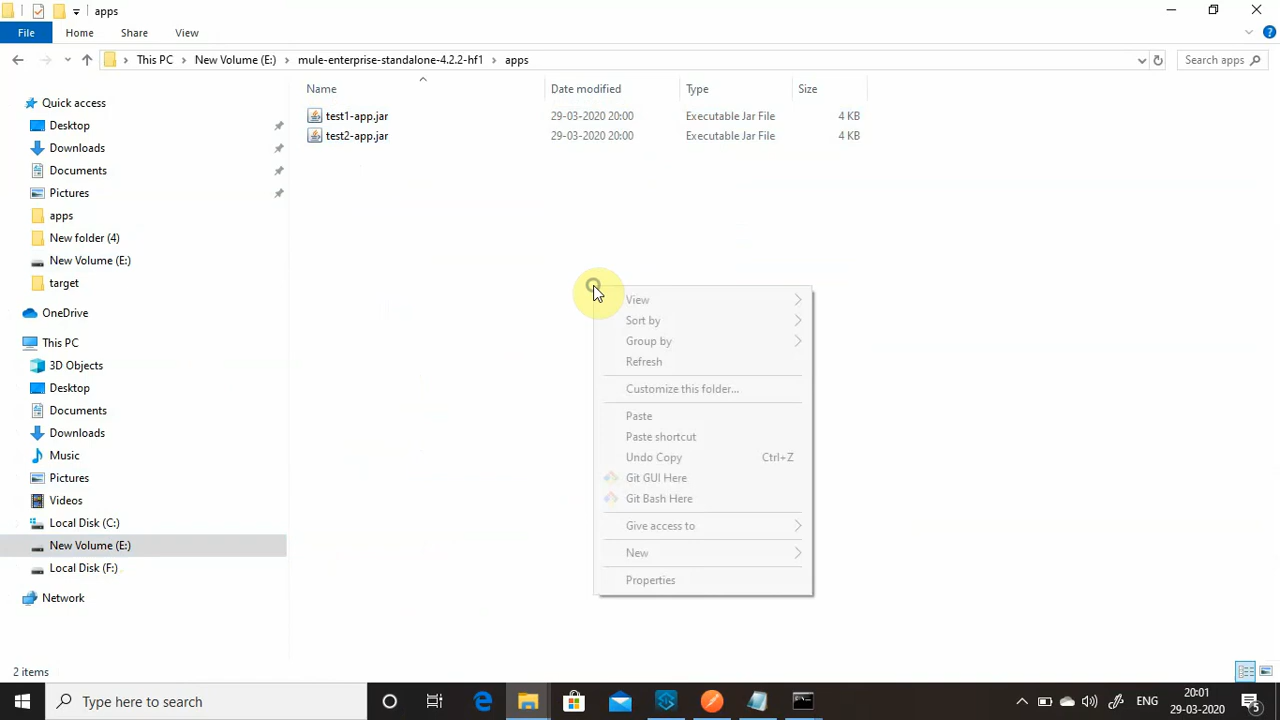 apps
File Home Share View
This PC New Volume (E:) mule-enterprise-standalone-4.2.2-hf1 apps Search apps
Name Date modified Type Size
test1-app.jar 29-03-2020 20:00 Executable Jar File 4 KB
test2-app.jar 29-03-2020 20:00 Executable Jar File 4 KB
Quick access
Desktop
Downloads
Documents
Pictures
apps
New folder (4)
New Volume (E:)
target
OneDrive
This PC
3D Objects
Desktop
Documents
Downloads
Music
Pictures
Videos
Local Disk (C:)
New Volume (E:)
Local Disk (F:)
Network
View
Sort by
Group by
Refresh
Customize this folder...
Paste
Paste shortcut
Undo Copy Ctrl+Z
Git GUI Here
Git Bash Here
Give access to
New
Properties
2 items
Type here to search
ENG
20:01
29-03-2020
5